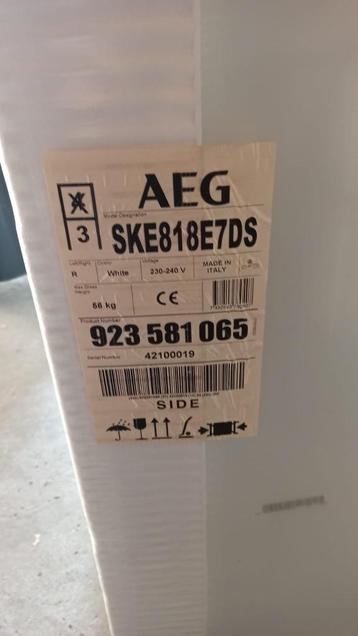 AEG
Model Designation
3
SKE818E7DS
Left/Right
Colour
Voltage
R
White
230-240 V
MADE IN
ITALY
Max Gross
Weight
56 kg
CE
Product Number
923 581 065
Serial Number
42100019
SIDE